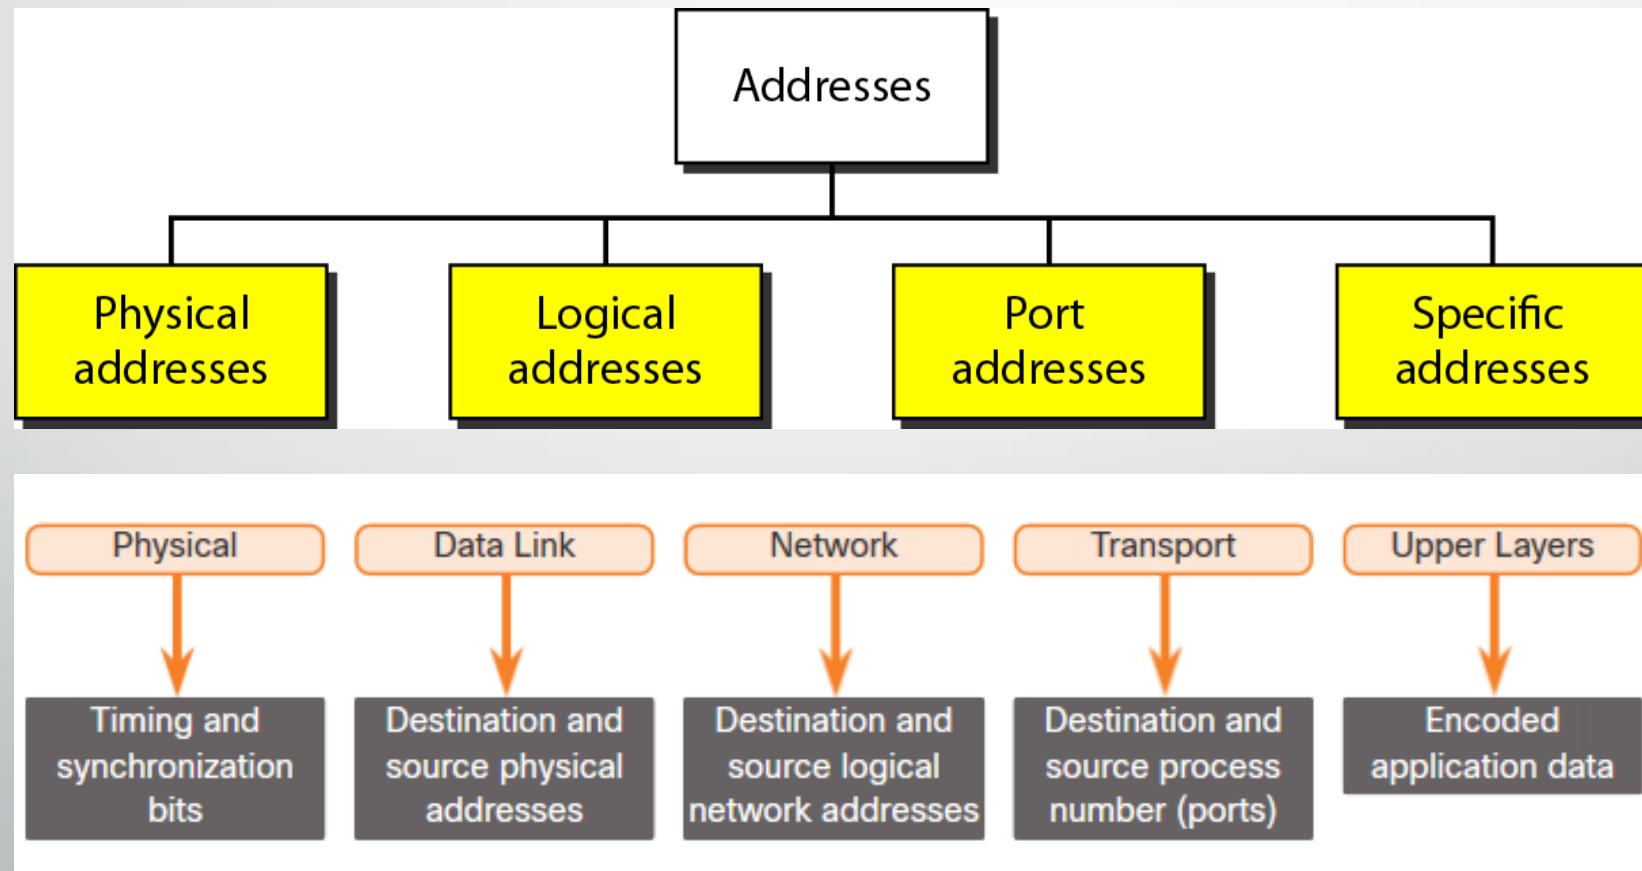 Addresses
Physical
addresses
Logical
addresses
Port
addresses
Specific
addresses
Physical
Data Link
Network
Transport
Upper Layers
Timing and
synchronization
bits
Destination and
source physical
addresses
Destination and
source logical
network addresses
Destination and
source process
number (ports)
Encoded
application data